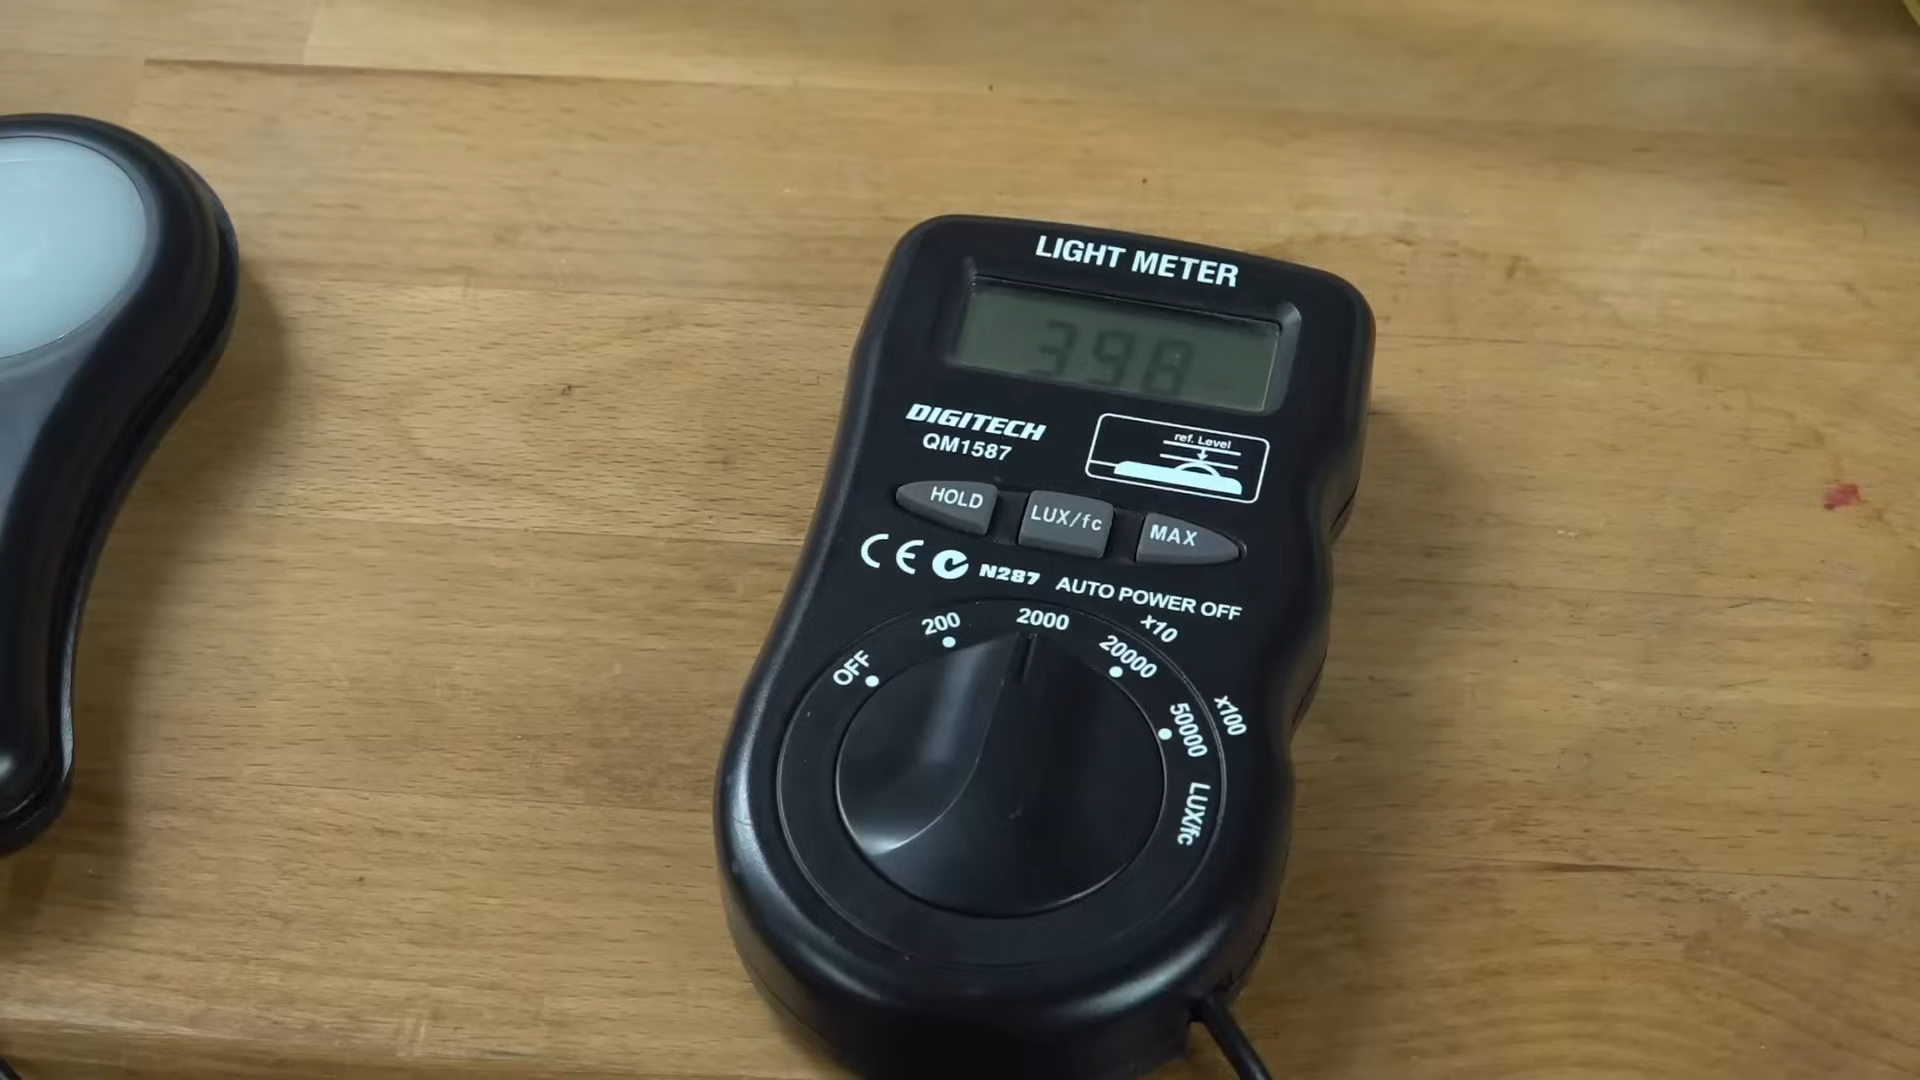 LIGHT METER
398
DIGITECH
QM1587
ref. Level
HOLD
LUX/fc
MAX
CE N287 AUTO POWER OFF
OFF
200
2000
x10
20000
x100
50000
LUX/fc